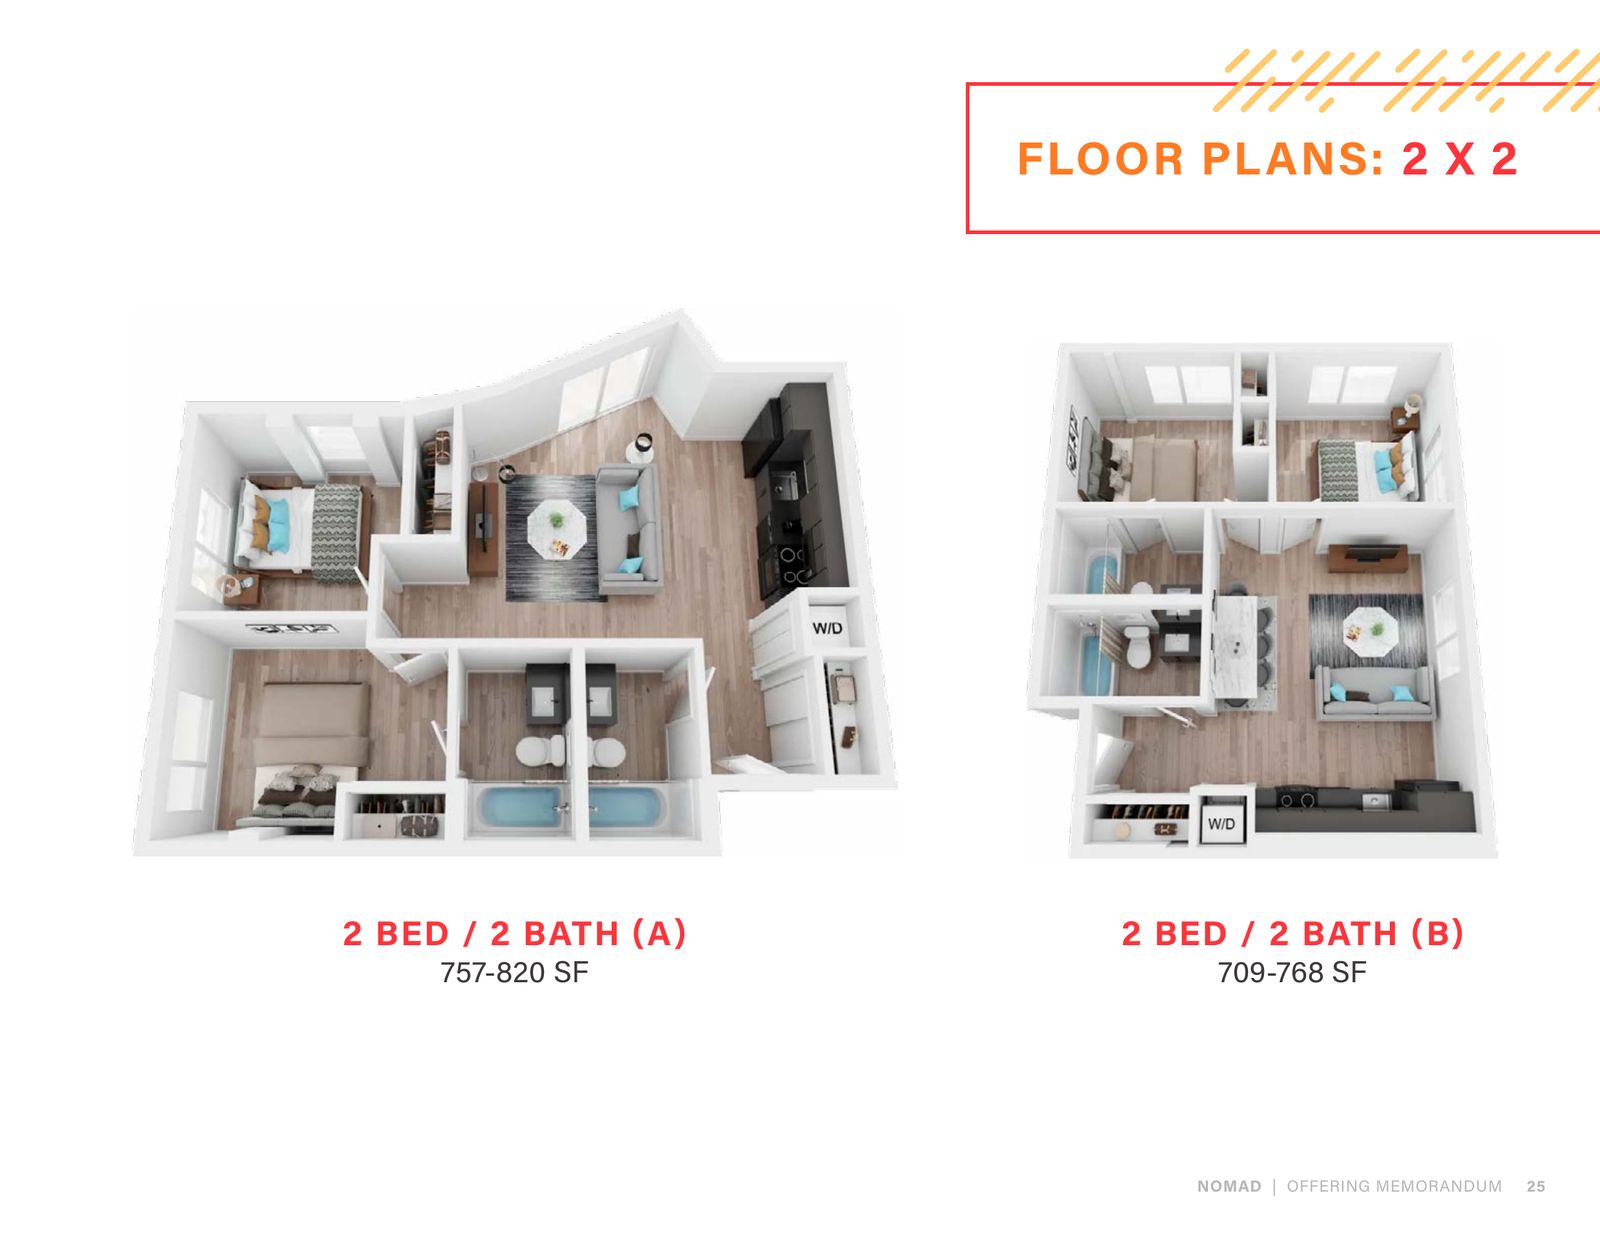 FLOOR PLANS: 2 X 2
W/D
W/D
2 BED / 2 BATH (A)
757-820 SF
2 BED / 2 BATH (B)
709-768 SF
NOMAD | OFFERING MEMORANDUM 25